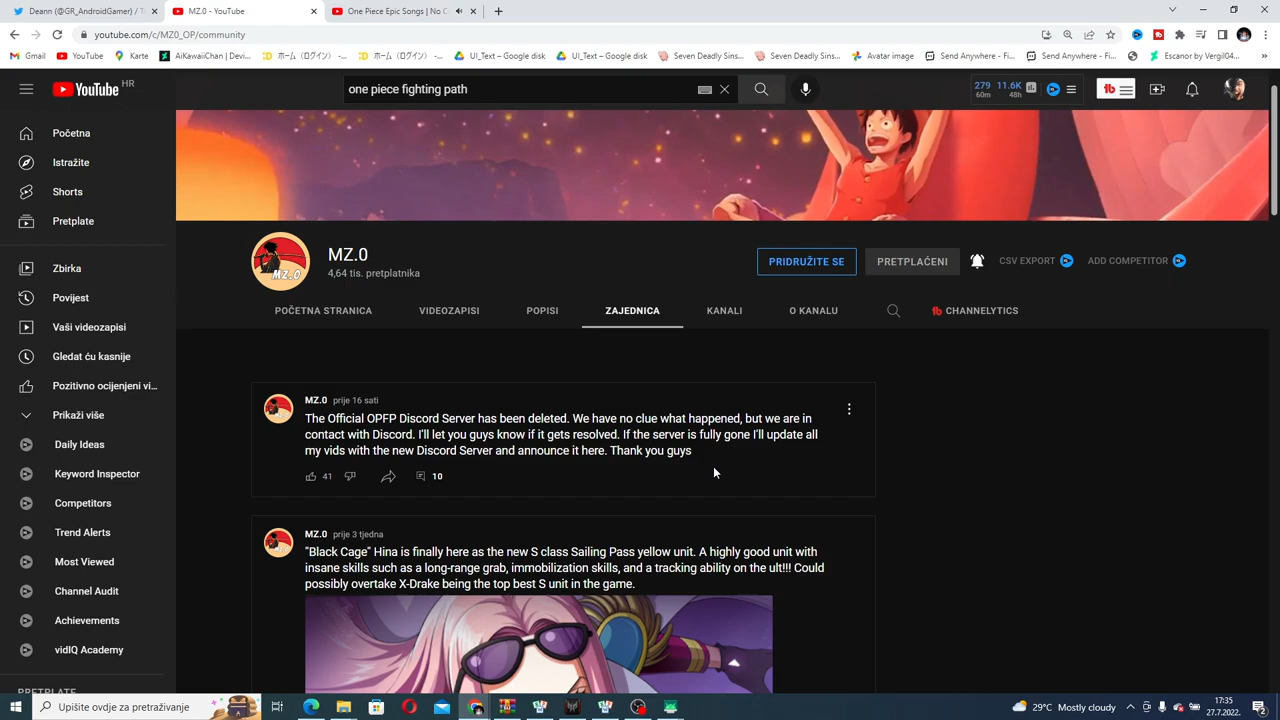 Deann (@GR_AndroidGamer) / T
MZ.0 - YouTube
One Piece Epic Songs | No C
youtube.com/c/MZ0_OP/community
Gmail
YouTube
Karte
AiKawaiiChan | Devi...
ホーム (ログイン) - ...
ホーム (ログイン) - ...
UI_Text – Google disk
UI_Text – Google disk
Seven Deadly Sins...
Seven Deadly Sins...
Avatar image
Send Anywhere - Fi...
Send Anywhere - Fi...
Escanor by Vergil04...
»
YouTube HR
one piece fighting path
279 11.6K
60m 48h
Početna
Istražite
Shorts
Pretplate
Zbirka
Povijest
Vaši videozapisi
Gledat ću kasnije
Pozitivno ocijenjeni vi...
Prikaži više
Daily Ideas
Keyword Inspector
Competitors
Trend Alerts
Most Viewed
Channel Audit
Achievements
vidIQ Academy
PRETPLATE
MZ.0
MZ.0
4,64 tis. pretplatnika
PRIDRUŽITE SE
PRETPLAĆENI
CSV EXPORT
ADD COMPETITOR
POČETNA STRANICA
VIDEOZAPISI
POPISI
ZAJEDNICA
KANALI
O KANALU
CHANNELYTICS
MZ.0 prije 16 sati
The Official OPFP Discord Server has been deleted. We have no clue what happened, but we are in
contact with Discord. I'll let you guys know if it gets resolved. If the server is fully gone I'll update all
my vids with the new Discord Server and announce it here. Thank you guys
41
10
MZ.0 prije 3 tjedna
"Black Cage" Hina is finally here as the new S class Sailing Pass yellow unit. A highly good unit with
insane skills such as a long-range grab, immobilization skills, and a tracking ability on the ult!!! Could
possibly overtake X-Drake being the top best S unit in the game.
Upišite ovdje za pretraživanje
29°C Mostly cloudy
17:35
27.7.2022.
2